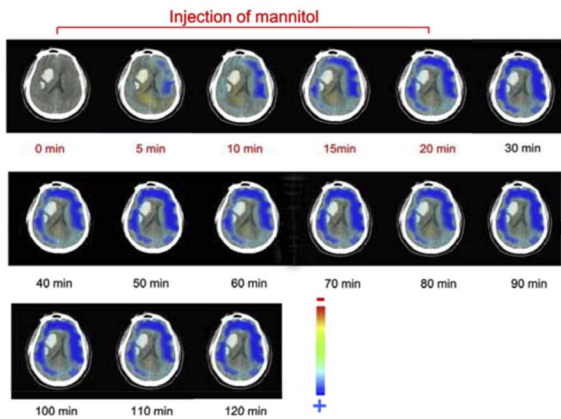 Injection of mannitol
0 min 5 min 10 min 15min 20 min 30 min
40 min 50 min 60 min 70 min 80 min 90 min
100 min 110 min 120 min
-
+